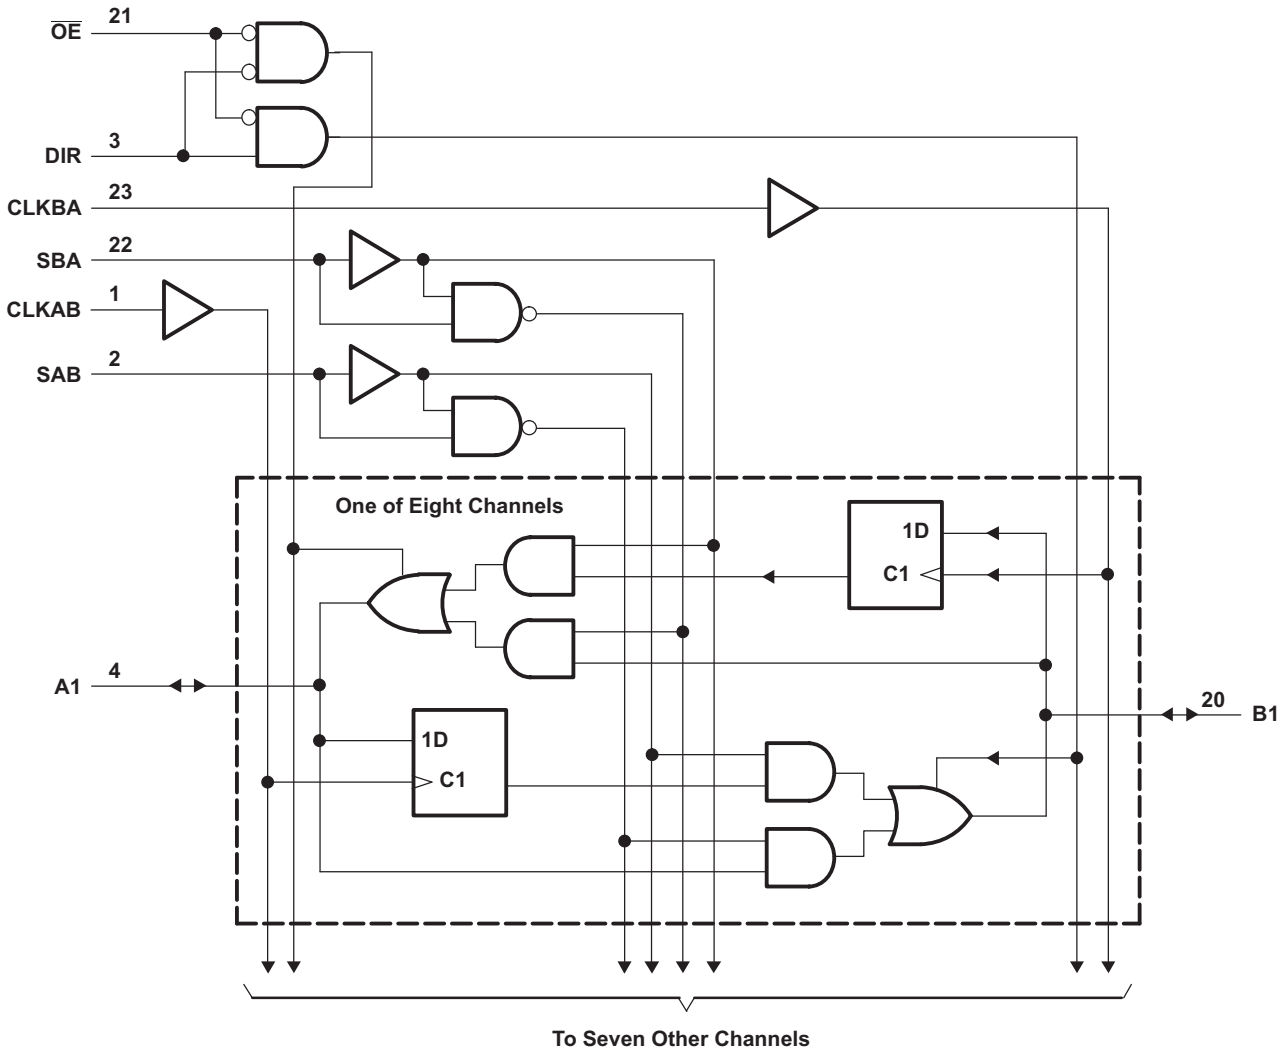 OE 21
DIR 3
CLKBA 23
SBA 22
CLKAB 1
SAB 2
One of Eight Channels
1D
C1
A1 4
20 B1
1D
C1
To Seven Other Channels